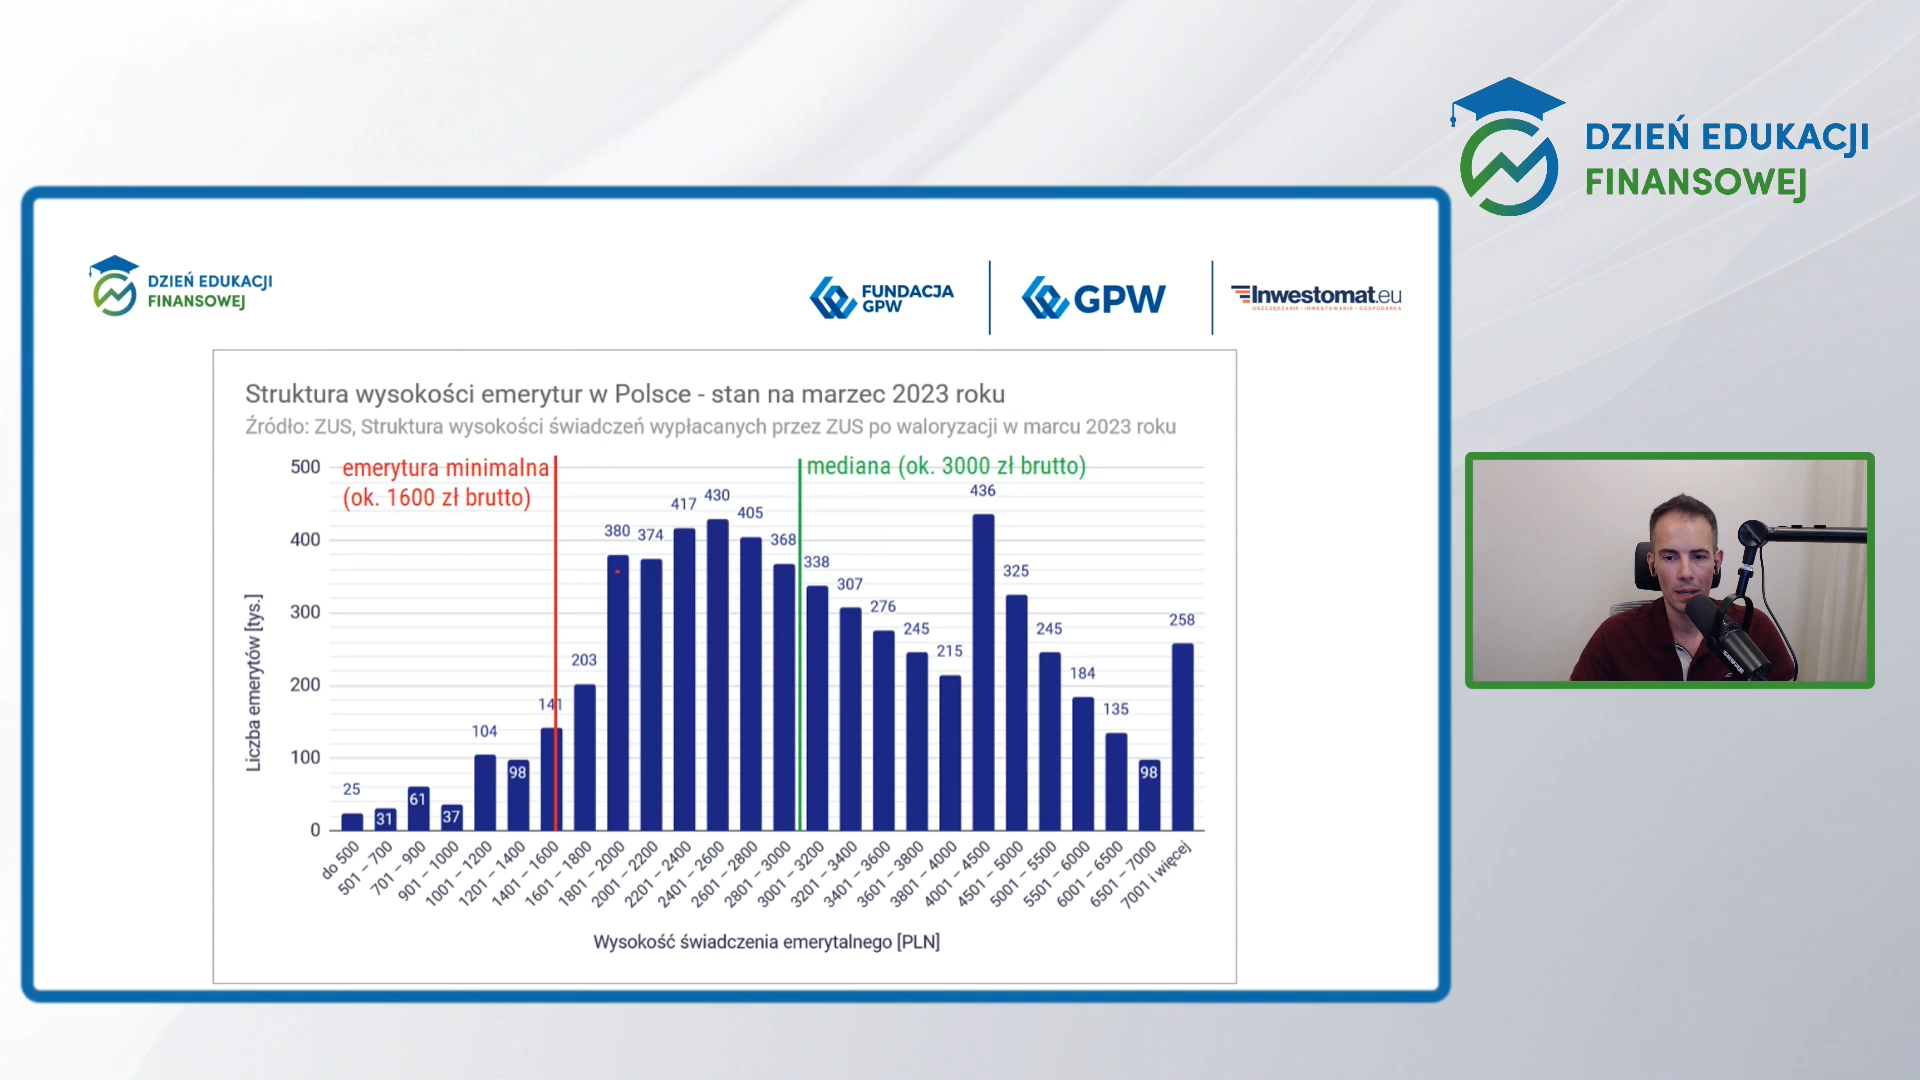 DZIEŃ EDUKACJI
FINANSOWEJ
DZIEŃ EDUKACJI
FINANSOWEJ
FUNDACJA
GPW
GPW
Inwestomat.eu
OSZCZĘDZANIE • INWESTOWANIE • GOSPODARKA
Struktura wysokości emerytur w Polsce - stan na marzec 2023 roku
Źródło: ZUS, Struktura wysokości świadczeń wypłacanych przez ZUS po waloryzacji w marcu 2023 roku
emerytura minimalna
(ok. 1600 zł brutto)
mediana (ok. 3000 zł brutto)
Liczba emerytów [tys.]
500
400
300
200
100
0
25
31
61
37
104
98
141
203
380
374
417
430
405
368
338
307
276
245
215
436
325
245
184
135
98
258
do 500
501 – 700
701 – 900
901 – 1000
1001 – 1200
1201 – 1400
1401 – 1600
1601 – 1800
1801 – 2000
2001 – 2200
2201 – 2400
2401 – 2600
2601 – 2800
2801 – 3000
3001 – 3200
3201 – 3400
3401 – 3600
3601 – 3800
3801 – 4000
4001 – 4500
4501 – 5000
5001 – 5500
5501 – 6000
6001 – 6500
6501 – 7000
7001 i więcej
Wysokość świadczenia emerytalnego [PLN]
SHURE